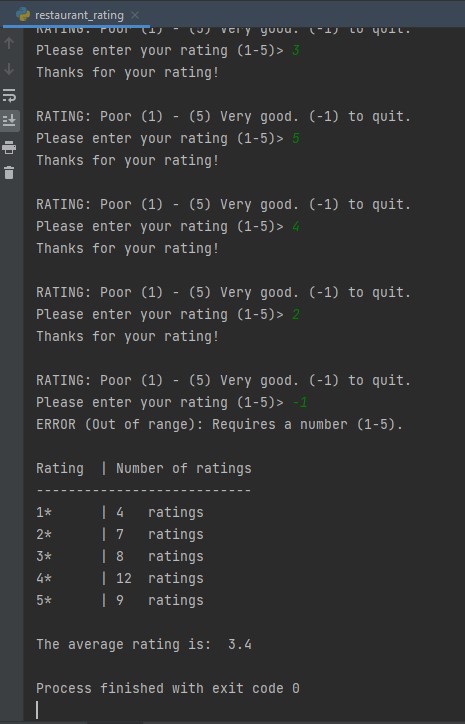 restaurant_rating
RATING: Poor (1) - (5) Very good. (-1) to quit.
Please enter your rating (1-5)> 3
Thanks for your rating!
RATING: Poor (1) - (5) Very good. (-1) to quit.
Please enter your rating (1-5)> 5
Thanks for your rating!
RATING: Poor (1) - (5) Very good. (-1) to quit.
Please enter your rating (1-5)> 4
Thanks for your rating!
RATING: Poor (1) - (5) Very good. (-1) to quit.
Please enter your rating (1-5)> 2
Thanks for your rating!
RATING: Poor (1) - (5) Very good. (-1) to quit.
Please enter your rating (1-5)> -1
ERROR (Out of range): Requires a number (1-5).
Rating  | Number of ratings
---------------------------
1*      | 4   ratings
2*      | 7   ratings
3*      | 8   ratings
4*      | 12  ratings
5*      | 9   ratings
The average rating is:  3.4
Process finished with exit code 0